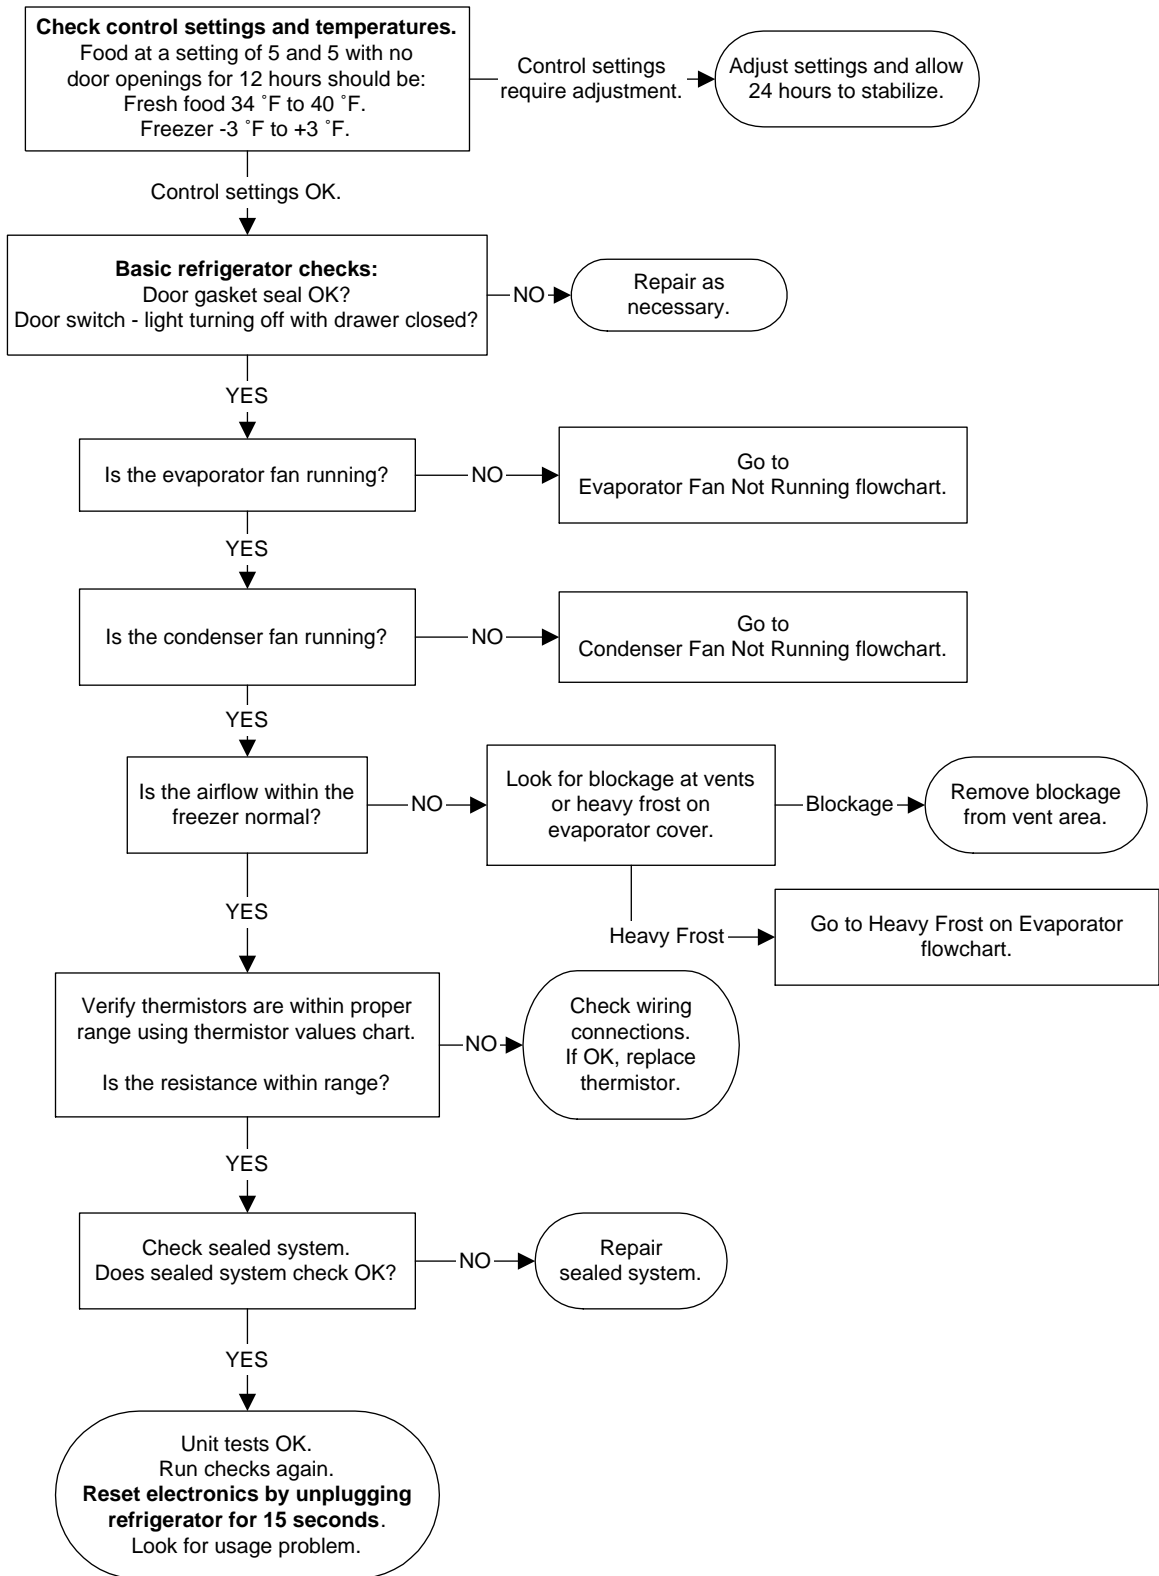 Check control settings and temperatures.
Food at a setting of 5 and 5 with no
door openings for 12 hours should be:
Fresh food 34 ˚F to 40 ˚F.
Freezer -3 ˚F to +3 ˚F.
Control settings
require adjustment.
Adjust settings and allow
24 hours to stabilize.
Control settings OK.
Basic refrigerator checks:
Door gasket seal OK?
Door switch - light turning off with drawer closed?
NO
Repair as
necessary.
YES
Is the evaporator fan running?
NO
Go to
Evaporator Fan Not Running flowchart.
YES
Is the condenser fan running?
NO
Go to
Condenser Fan Not Running flowchart.
YES
Is the airflow within the
freezer normal?
NO
Look for blockage at vents
or heavy frost on
evaporator cover.
Blockage
Remove blockage
from vent area.
Heavy Frost
Go to Heavy Frost on Evaporator
flowchart.
YES
Verify thermistors are within proper
range using thermistor values chart.
Is the resistance within range?
NO
Check wiring
connections.
If OK, replace
thermistor.
YES
Check sealed system.
Does sealed system check OK?
NO
Repair
sealed system.
YES
Unit tests OK.
Run checks again.
Reset electronics by unplugging
refrigerator for 15 seconds.
Look for usage problem.